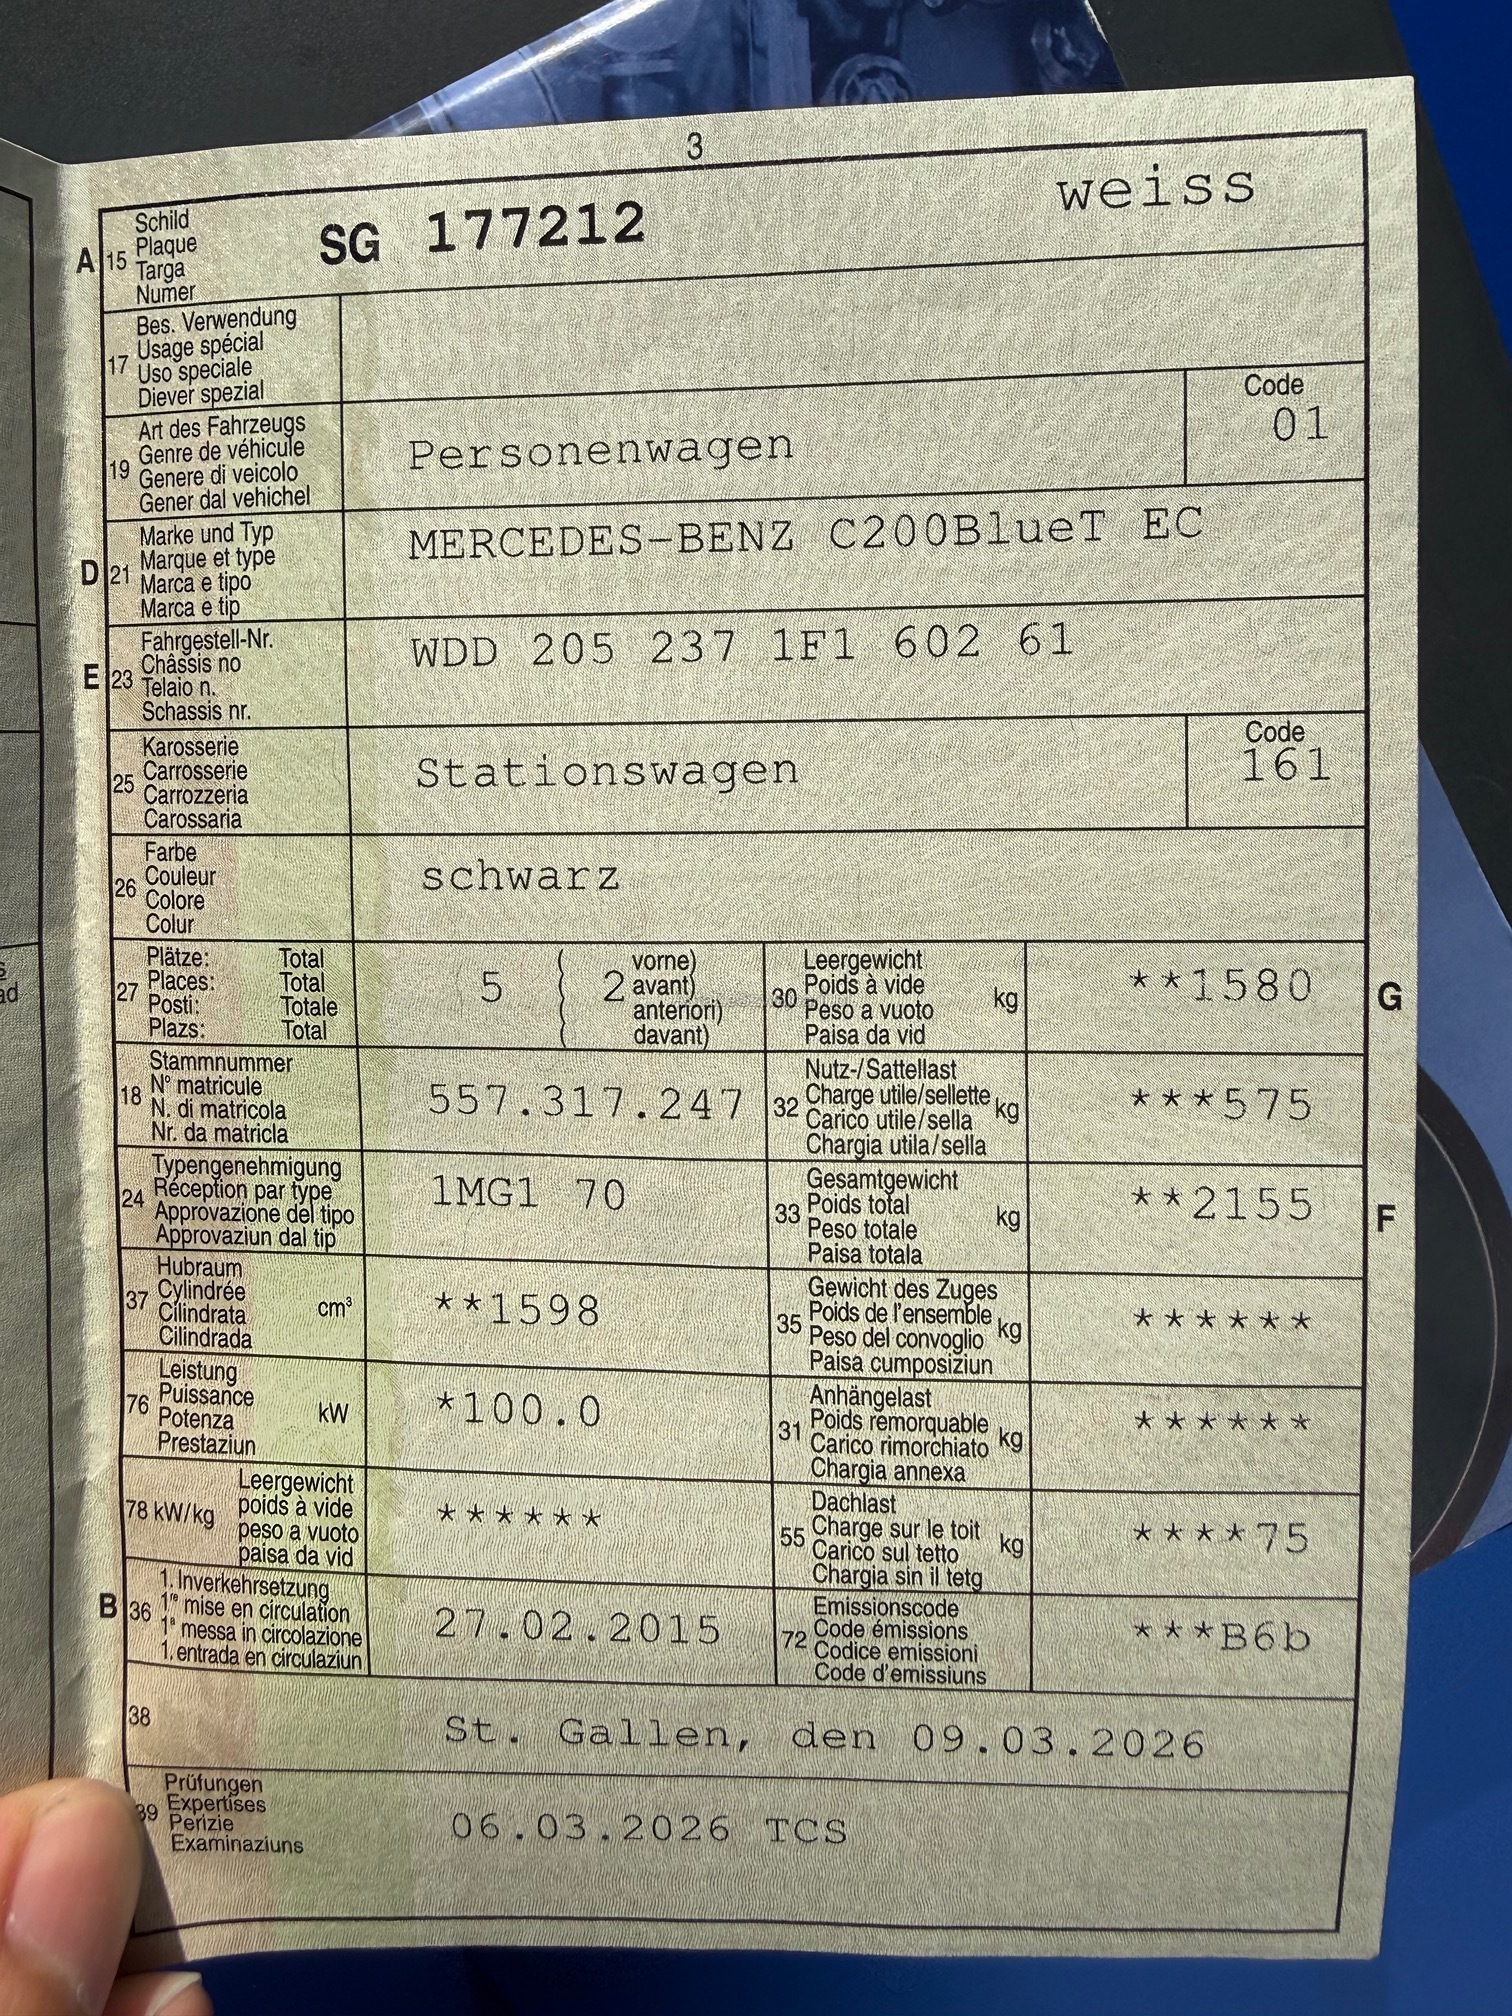 3
A 15 Schild
Plaque
Targa
Numer
SG 177212 weiss
17 Bes. Verwendung
Usage spécial
Uso speciale
Diever spezial
19 Art des Fahrzeugs
Genre de véhicule
Genere di veicolo
Gener dal vehichel
Personenwagen
Code
01
D 21 Marke und Typ
Marque et type
Marca e tipo
Marca e tip
MERCEDES-BENZ C200BlueT EC
E 23 Fahrgestell-Nr.
Châssis no
Telaio n.
Schassis nr.
WDD 205 237 1F1 602 61
25 Karosserie
Carrosserie
Carrozzeria
Carossaria
Stationswagen
Code
161
26 Farbe
Couleur
Colore
Colur
schwarz
27 Plätze: Total
Places: Total
Posti: Totale
Plazs: Total
5 ( 2 vorne)
avant)
anteriori)
davant)
30 Leergewicht
Poids à vide
Peso a vuoto
Paisa da vid
kg
**1580
G
18 Stammnummer
N° matricule
N. di matricola
Nr. da matricla
557.317.247
32 Nutz-/Sattellast
Charge utile/sellette
Carico utile/sella
Chargia utila/sella
kg
***575
24 Typengenehmigung
Réception par type
Approvazione del tipo
Approvaziun dal tip
1MG1 70
33 Gesamtgewicht
Poids total
Peso totale
Paisa totala
kg
**2155
F
37 Hubraum
Cylindrée
Cilindrata
Cilindrada
cm³
**1598
35 Gewicht des Zuges
Poids de l'ensemble
Peso del convoglio
Paisa cumposiziun
kg
******
76 Leistung
Puissance
Potenza
Prestaziun
kW
*100.0
31 Anhängelast
Poids remorquable
Carico rimorchiato
Chargia annexa
kg
******
78 kW/kg Leergewicht
poids à vide
peso a vuoto
paisa da vid
******
55 Dachlast
Charge sur le toit
Carico sul tetto
Chargia sin il tetg
kg
****75
B 36 1. Inverkehrsetzung
1re mise en circulation
1a messa in circolazione
1. entrada en circulaziun
27.02.2015
72 Emissionscode
Code émissions
Codice emissioni
Code d'emissiuns
***B6b
38
St. Gallen, den 09.03.2026
39 Prüfungen
Expertises
Perizie
Examinaziuns
06.03.2026 TCS